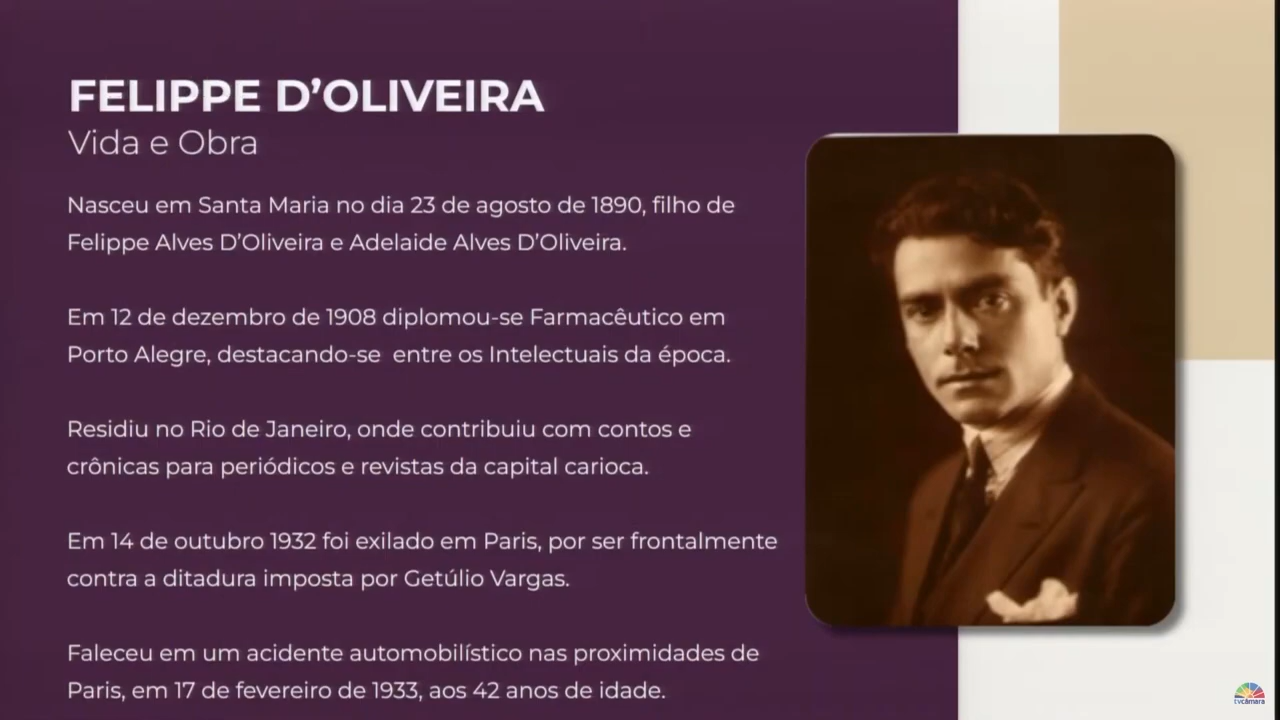 FELIPPE D’OLIVEIRA
Vida e Obra
Nasceu em Santa Maria no dia 23 de agosto de 1890, filho de
Felippe Alves D’Oliveira e Adelaide Alves D’Oliveira.
Em 12 de dezembro de 1908 diplomou-se Farmacêutico em
Porto Alegre, destacando-se  entre os Intelectuais da época.
Residiu no Rio de Janeiro, onde contribuiu com contos e
crônicas para periódicos e revistas da capital carioca.
Em 14 de outubro 1932 foi exilado em Paris, por ser frontalmente
contra a ditadura imposta por Getúlio Vargas.
Faleceu em um acidente automobilístico nas proximidades de
Paris, em 17 de fevereiro de 1933, aos 42 anos de idade.
tvcâmara